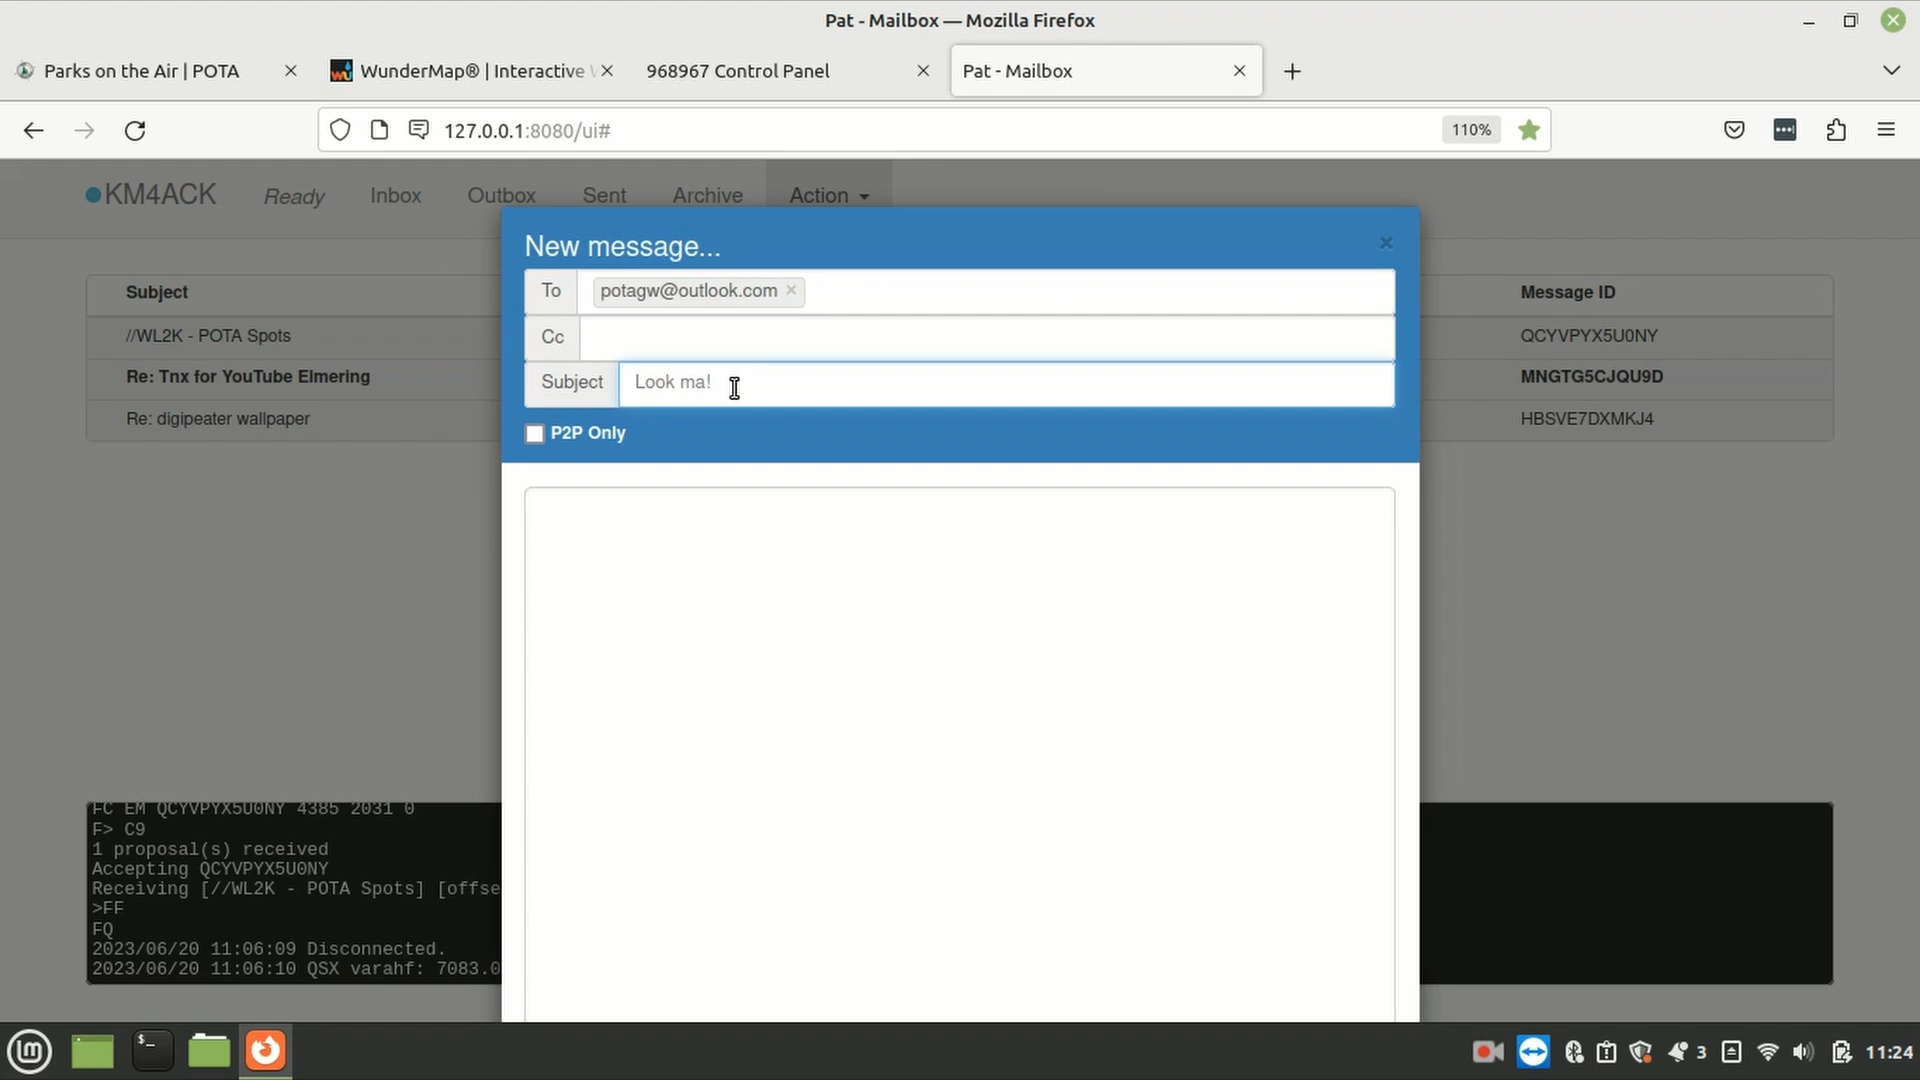 Pat - Mailbox — Mozilla Firefox
Parks on the Air | POTA
WunderMap® | Interactive
968967 Control Panel
Pat - Mailbox
127.0.0.1:8080/ui#
110%
KM4ACK
Ready
Inbox
Outbox
Sent
Archive
Action
New message...
To
potagw@outlook.com
Cc
Subject
Look ma!
P2P Only
Subject
Message ID
//WL2K - POTA Spots
QCYVPYX5U0NY
Re: Tnx for YouTube Elmering
MNGTG5CJQU9D
Re: digipeater wallpaper
HBSVE7DXMKJ4
FC EM QCYVPYX5U0NY 4385 2031 0
F> C9
1 proposal(s) received
Accepting QCYVPYX5U0NY
Receiving [//WL2K - POTA Spots] [offse
>FF
FQ
2023/06/20 11:06:09 Disconnected.
2023/06/20 11:06:10 QSX varahf: 7083.0
$_
3
11:24